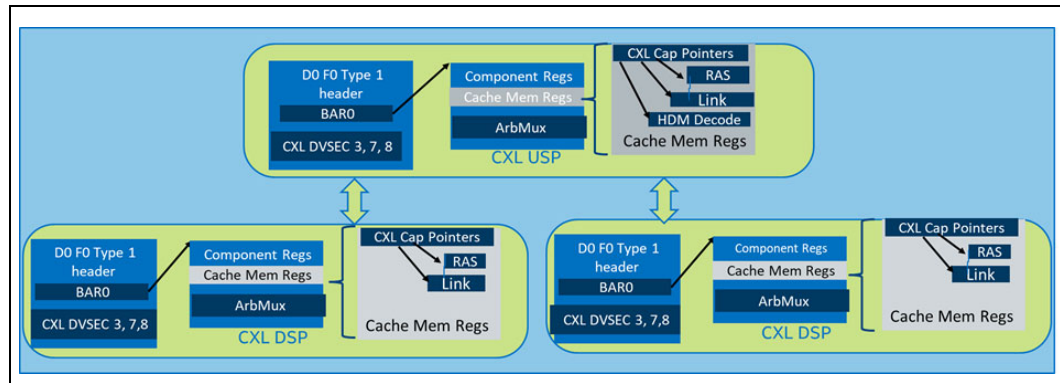 D0 F0 Type 1
header
BAR0
CXL DVSEC 3, 7, 8
Component Regs
Cache Mem Regs
ArbMux
CXL USP
CXL Cap Pointers
RAS
Link
HDM Decode
Cache Mem Regs
D0 F0 Type 1
header
BAR0
CXL DVSEC 3, 7,8
Component Regs
Cache Mem Regs
ArbMux
CXL DSP
CXL Cap Pointers
RAS
Link
Cache Mem Regs
D0 F0 Type 1
header
BAR0
CXL DVSEC 3, 7,8
Component Regs
Cache Mem Regs
ArbMux
CXL DSP
CXL Cap Pointers
RAS
Link
Cache Mem Regs